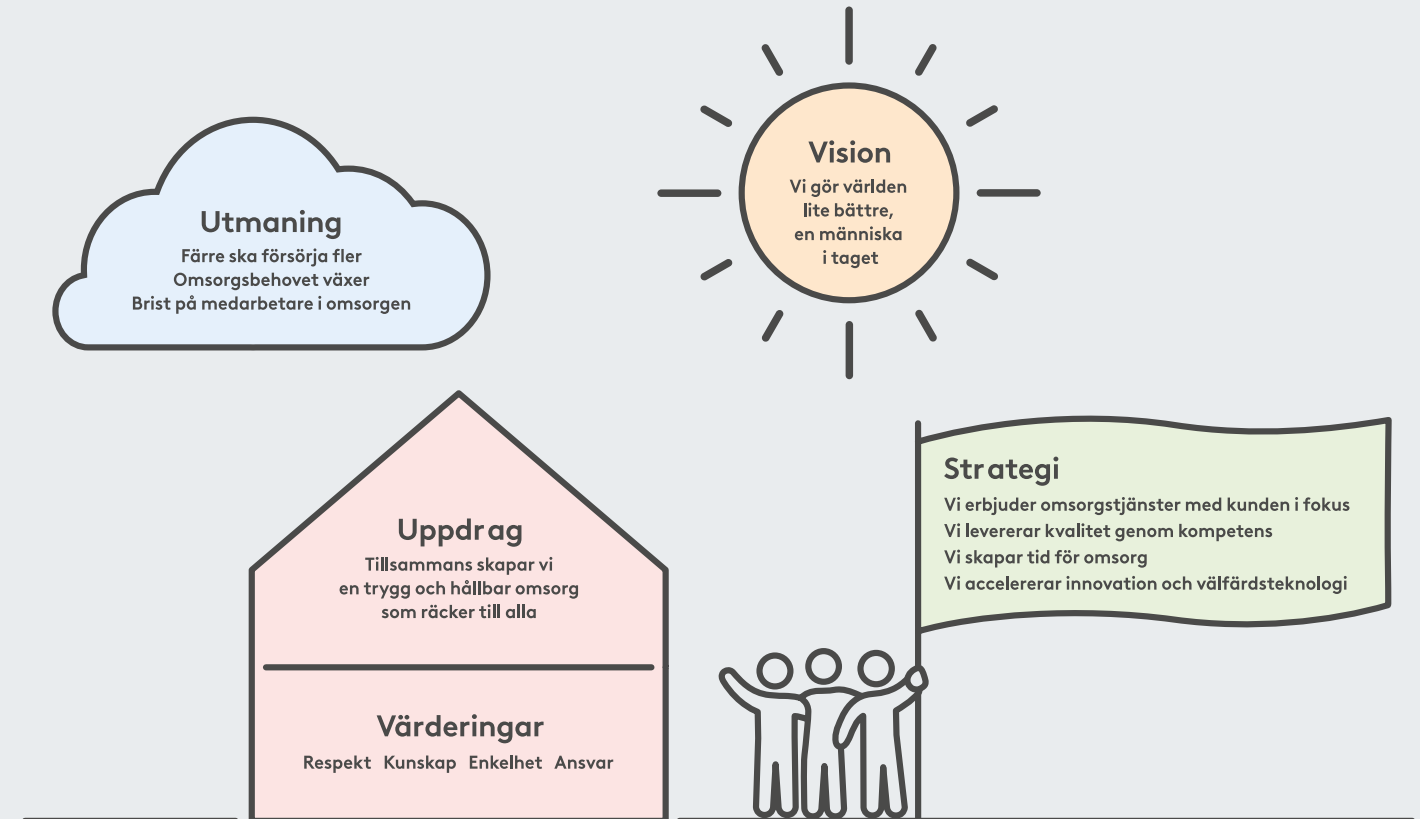 Utmaning
Färre ska försörja fler
Omsorgsbehovet växer
Brist på medarbetare i omsorgen
Vision
Vi gör världen
lite bättre,
en människa
i taget
Uppdrag
Tillsammans skapar vi
en trygg och hållbar omsorg
som räcker till alla
Värderingar
Respekt Kunskap Enkelhet Ansvar
Strategi
Vi erbjuder omsorgstjänster med kunden i fokus
Vi levererar kvalitet genom kompetens
Vi skapar tid för omsorg
Vi accelererar innovation och välfärdsteknologi